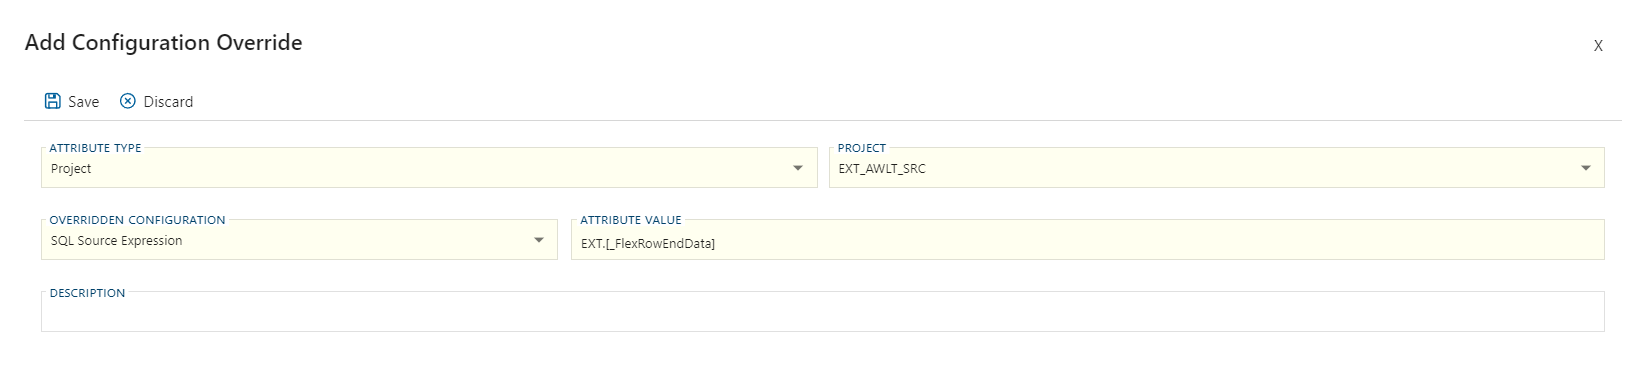 Add Configuration Override
X
Save
Discard
ATTRIBUTE TYPE
Project
PROJECT
EXT_AWLT_SRC
OVERRIDDEN CONFIGURATION
SQL Source Expression
ATTRIBUTE VALUE
EXT.[_FlexRowEndData]
DESCRIPTION